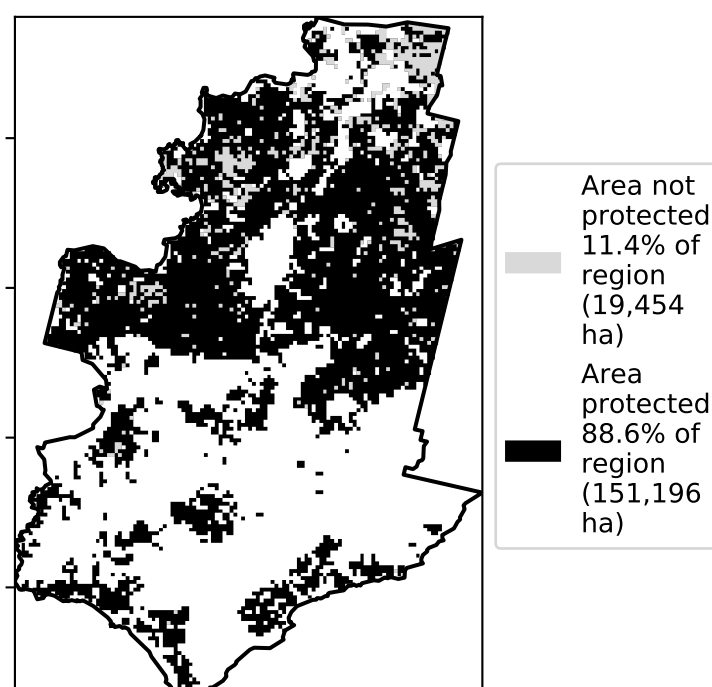 Area not
protected
11.4% of
region
(19,454
ha)
Area
protected
88.6% of
region
(151,196
ha)